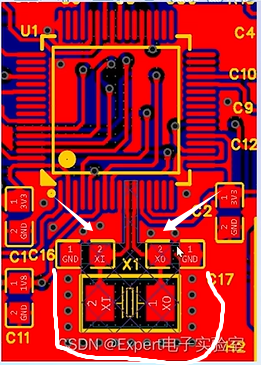 U1
C4
C10
C9
C12
1 3V3
2 GND
1 3V3
2 GND
C2
C1
C16
1 GND
2 XI
X1
2 XO
1 GND
C17
1 1V8
2 GND
2 XI
1 XO
C11
CSDN @Expert电子实验室